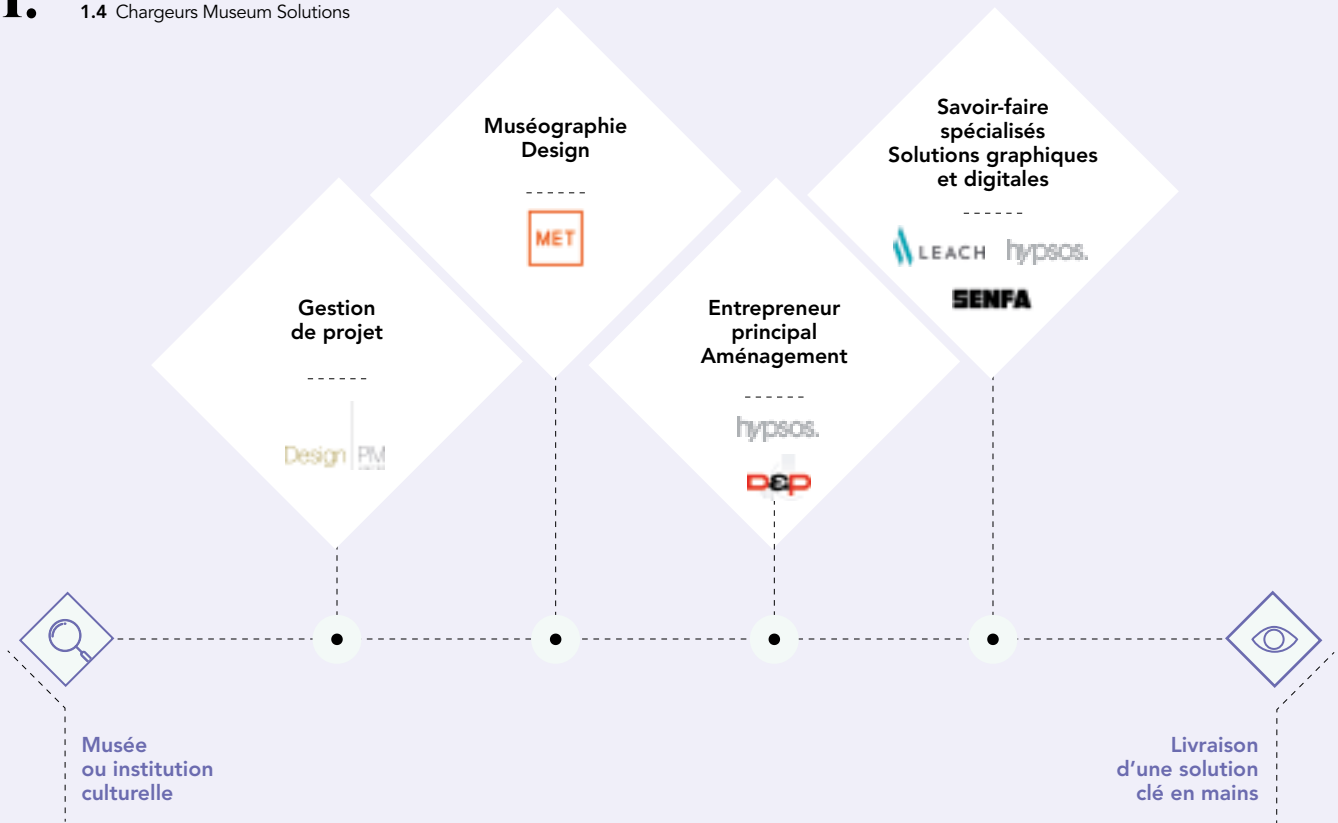 1.
1.4 Chargeurs Museum Solutions
Gestion
de projet
Design PM
Muséographie
Design
MET
Entrepreneur
principal
Aménagement
hypsos.
D&P
Savoir-faire
spécialisés
Solutions graphiques
et digitales
LEACH hypsos.
SENFA
Musée
ou institution
culturelle
Livraison
d’une solution
clé en mains